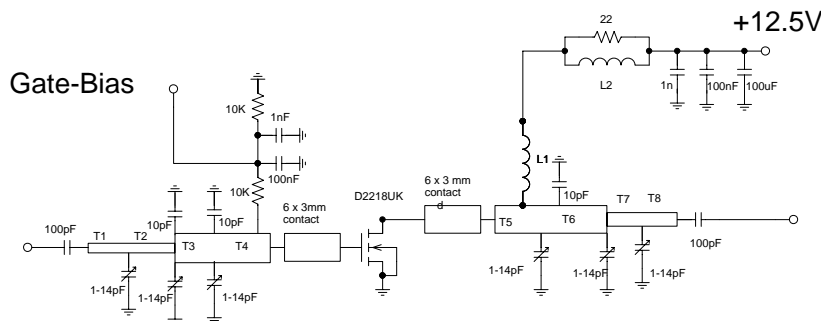 +12.5V
22
L2
1n
100nF
100uF
Gate-Bias
10K
1nF
100nF
10K
L1
6 x 3 mm
contact
d
10pF
D2218UK
6 x 3mm
contact
10pF
10pF
T7
T8
100pF
T1
T2
T3
T4
T5
T6
100pF
1-14pF
1-14pF
1-14pF
1-14pF
1-14pF
1-14pF